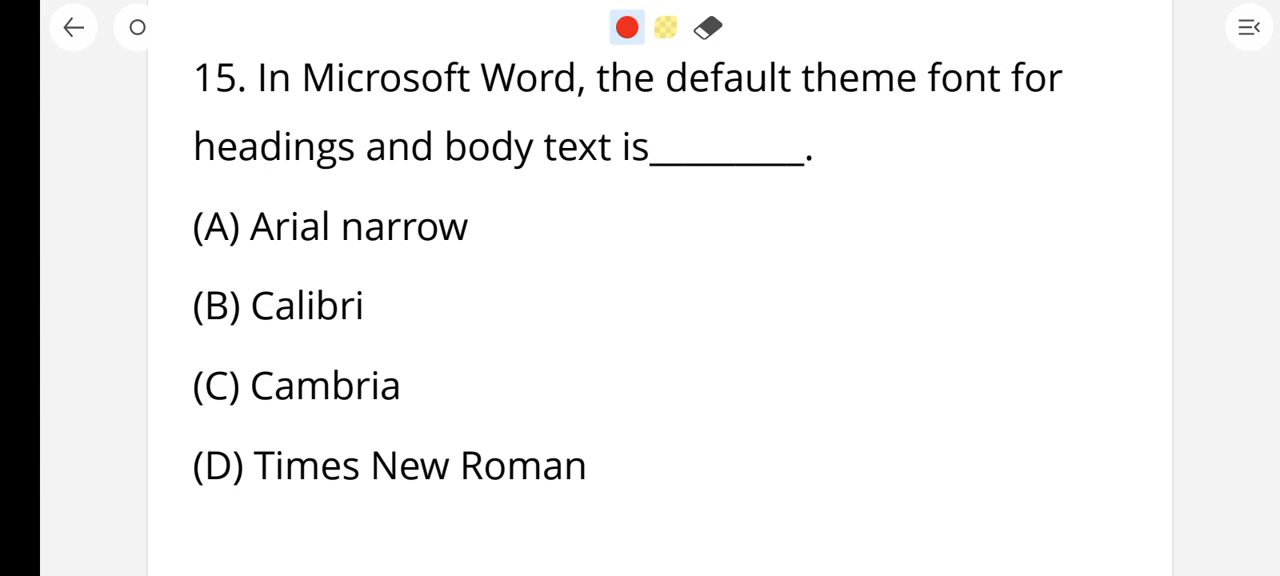 15. In Microsoft Word, the default theme font for
headings and body text is_________.
(A) Arial narrow
(B) Calibri
(C) Cambria
(D) Times New Roman